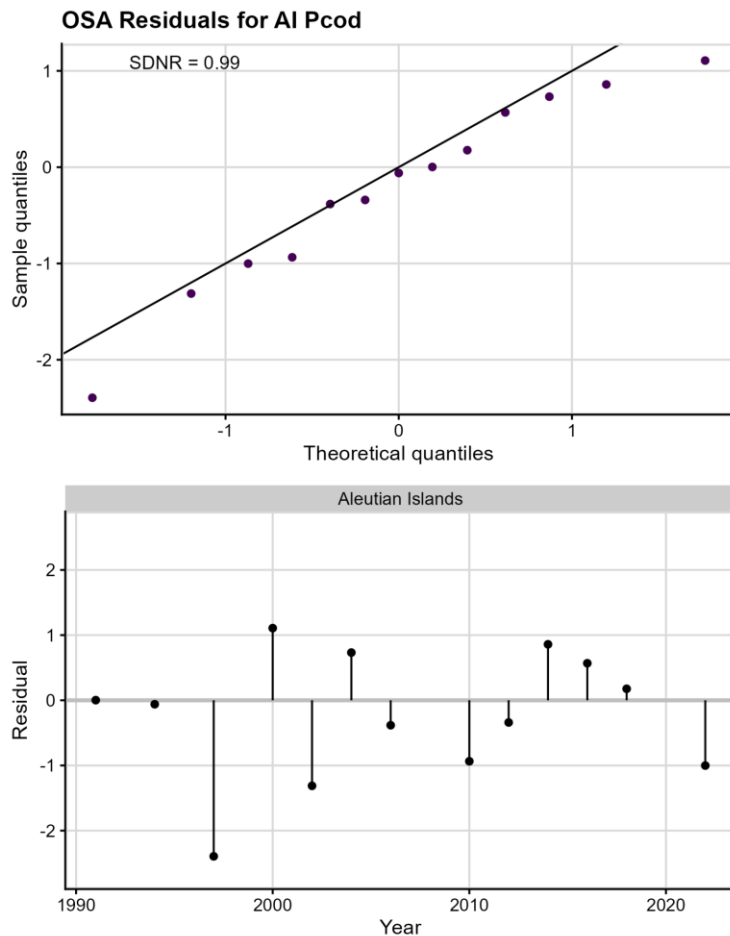 OSA Residuals for AI Pcod
SDNR = 0.99
1
0
-1
-2
Sample quantiles
-1 0 1
Theoretical quantiles
Aleutian Islands
2
1
0
-1
-2
Residual
1990 2000 2010 2020
Year